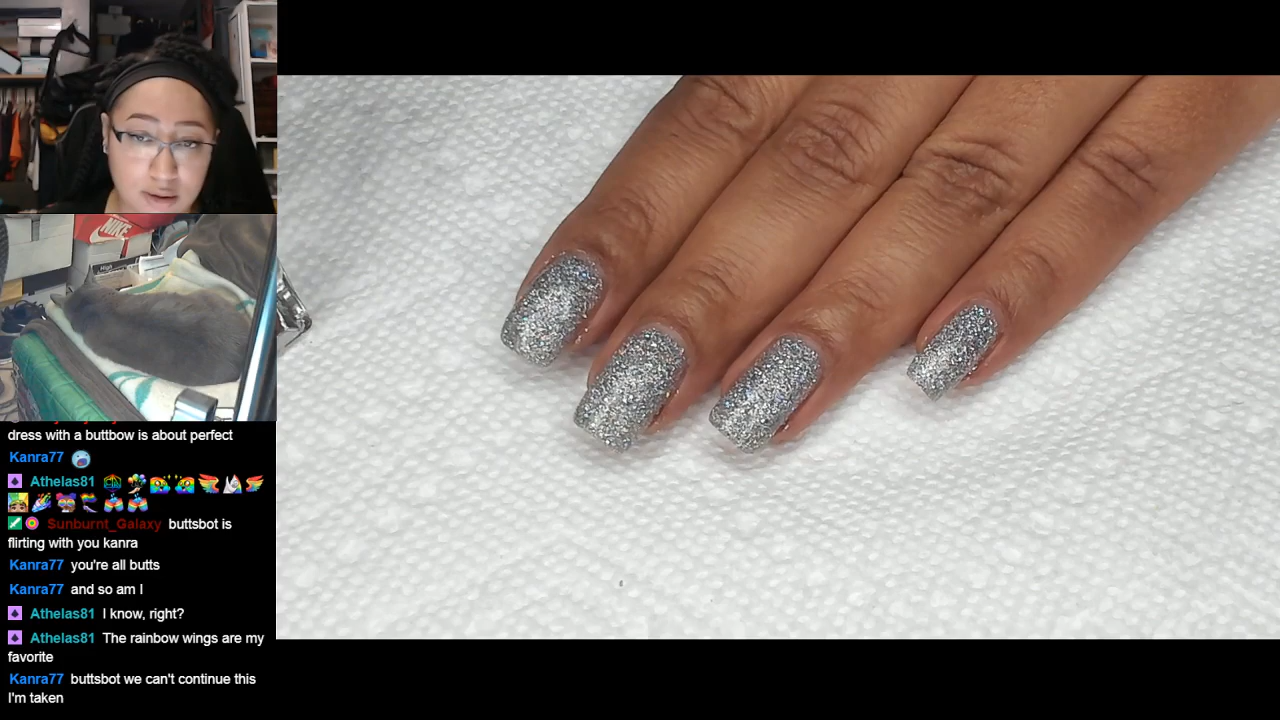 NIKE
dress with a buttbow is about perfect
Kanra77
Athelas81
Sunburnt_Galaxy buttsbot is
flirting with you kanra
Kanra77 you're all butts
Kanra77 and so am I
Athelas81 I know, right?
Athelas81 The rainbow wings are my
favorite
Kanra77 buttsbot we can't continue this
I'm taken